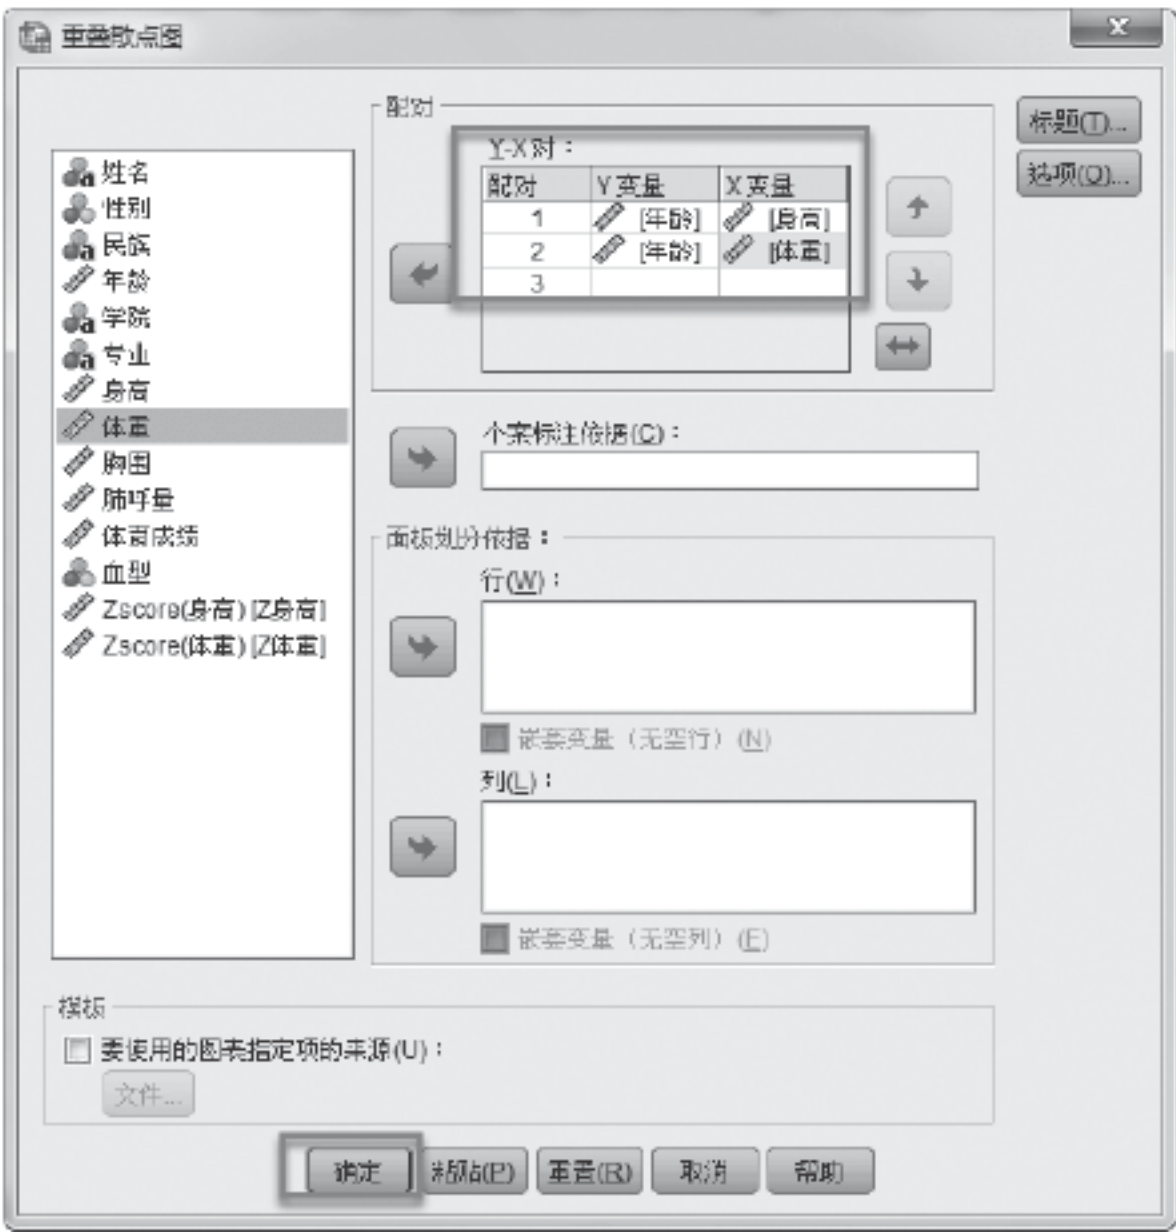 重叠散点图
姓名
性别
民族
年龄
学院
专业
身高
体重
胸围
肺呼量
体育成绩
血型
Zscore(身高) [Z身高]
Zscore(体重) [Z体重]
配对
Y-X 对：
配对 Y 变量 X 变量
1 [年龄] [身高]
2 [年龄] [体重]
3
个案标注依据(C)：
面板划分依据：
行(W)：
嵌套变量（无空行）(N)
列(L)：
嵌套变量（无空列）(E)
标题(T)...
选项(O)...
模板
要使用的图表指定项的来源(U)：
文件...
确定 粘贴(P) 重置(R) 取消 帮助